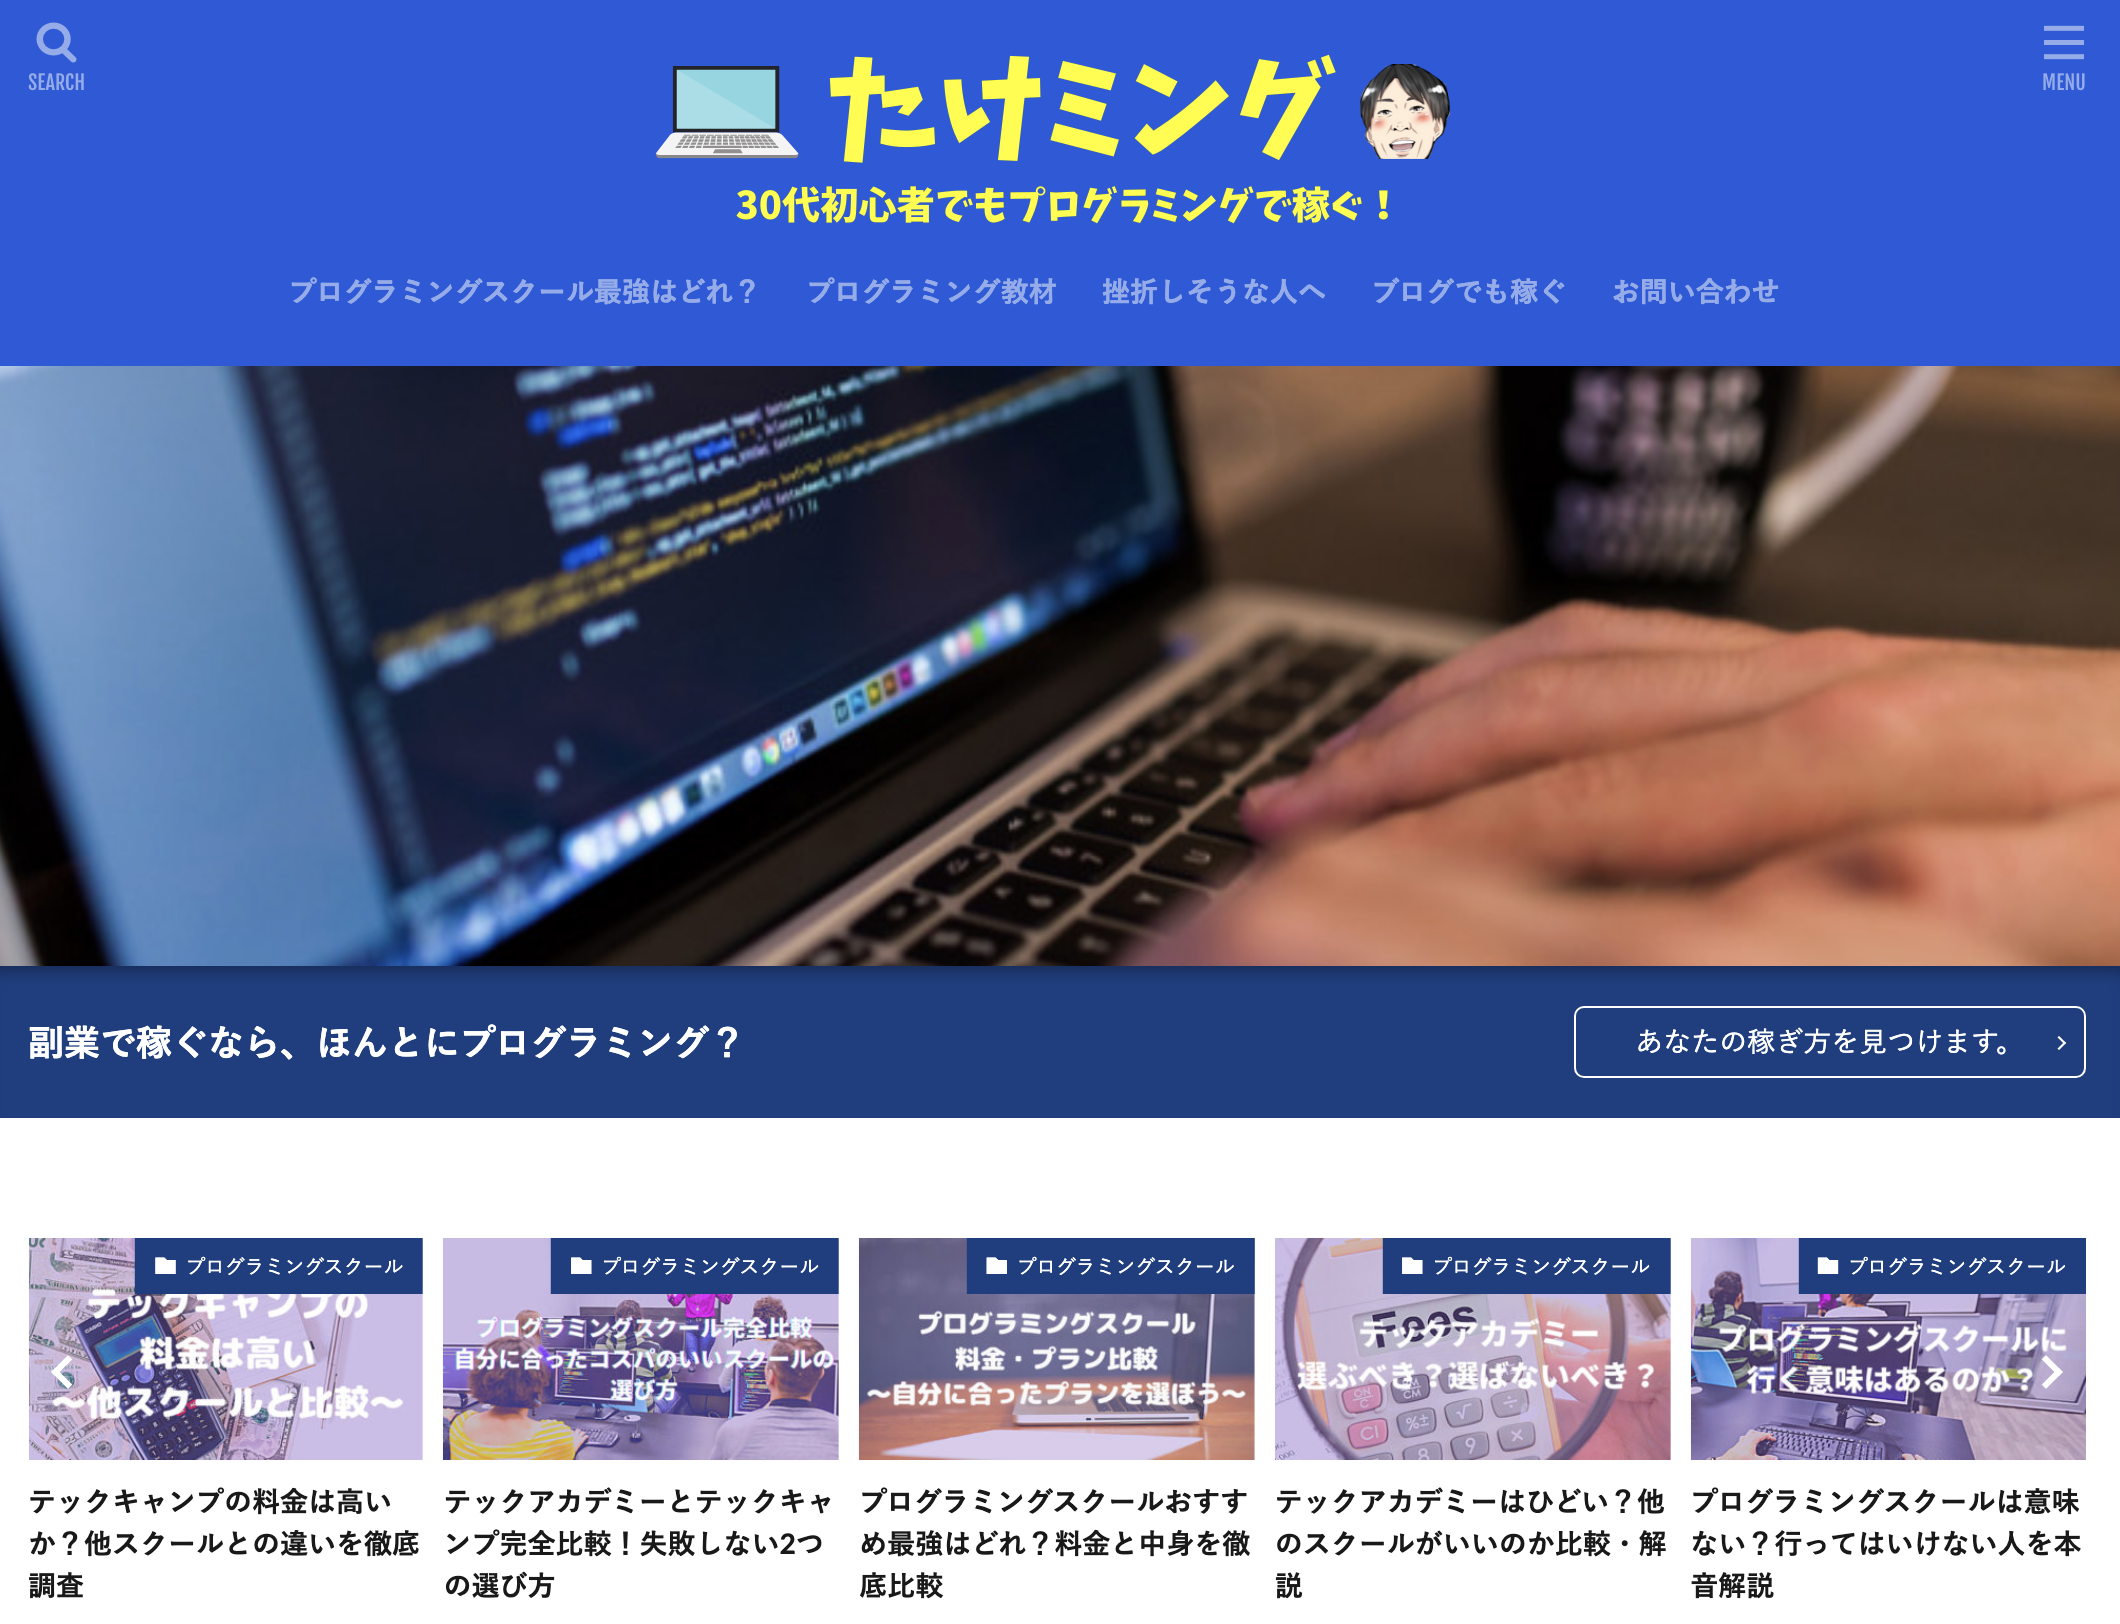 SEARCH
MENU
たけミング
30代初心者でもプログラミングで稼ぐ！
プログラミングスクール最強はどれ？
プログラミング教材
挫折しそうな人へ
ブログでも稼ぐ
お問い合わせ
副業で稼ぐなら、ほんとにプログラミング？
あなたの稼ぎ方を見つけます。
プログラミングスクール
テックキャンプの
料金は高い
〜他スクールと比較〜
テックキャンプの料金は高い
か？他スクールとの違いを徹底
調査
プログラミングスクール
プログラミングスクール完全比較
自分に合ったコスパのいいスクールの
選び方
テックアカデミーとテックキャ
ンプ完全比較！失敗しない2つ
の選び方
プログラミングスクール
プログラミングスクール
料金・プラン比較
〜自分に合ったプランを選ぼう〜
プログラミングスクールおすす
め最強はどれ？料金と中身を徹
底比較
プログラミングスクール
Fees
テックアカデミー
選ぶべき？選ばないべき？
テックアカデミーはひどい？他
のスクールがいいのか比較・解
説
プログラミングスクール
プログラミングスクールに
行く意味はあるのか？
プログラミングスクールは意味
ない？行ってはいけない人を本
音解説